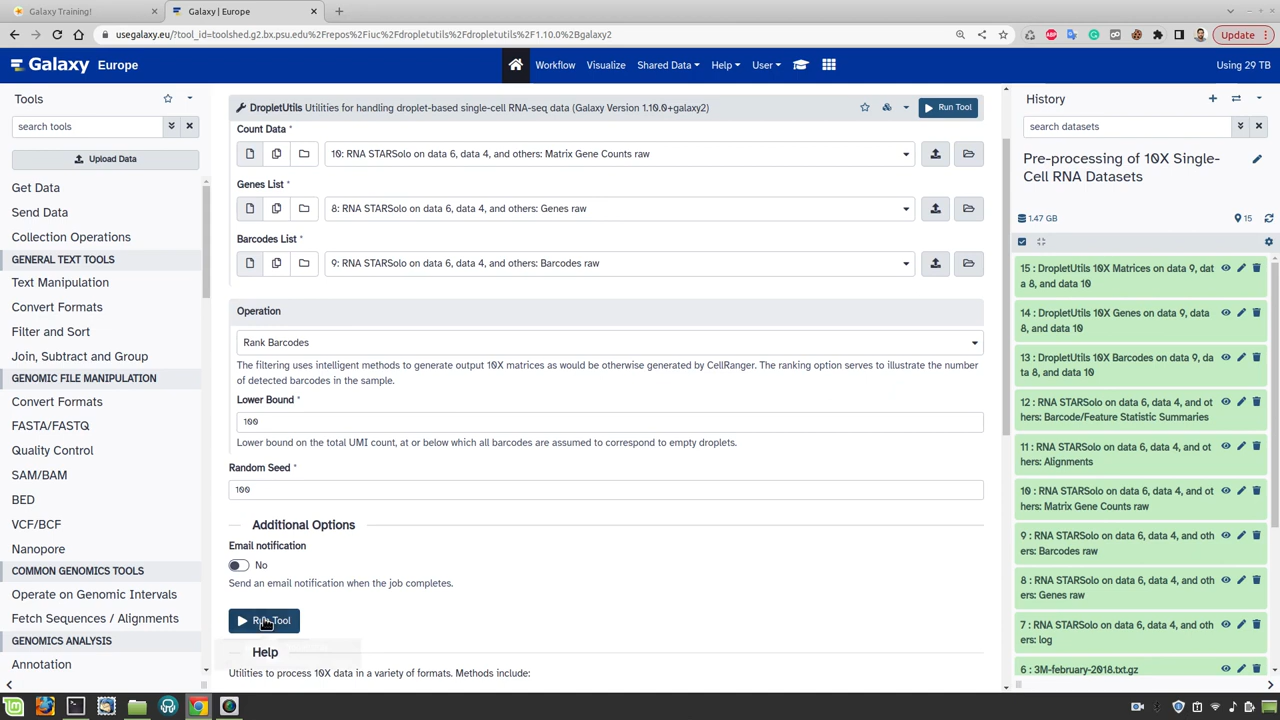 Galaxy Training!
Galaxy | Europe
usegalaxy.eu/?tool_id=toolshed.g2.bx.psu.edu%2Frepos%2Fiuc%2Fdropletutils%2Fdropletutils%2F1.10.0%2Bgalaxy2
Update
Galaxy Europe
Workflow
Visualize
Shared Data
Help
User
Using 29 TB
Tools
search tools
Upload Data
Get Data
Send Data
Collection Operations
GENERAL TEXT TOOLS
Text Manipulation
Convert Formats
Filter and Sort
Join, Subtract and Group
GENOMIC FILE MANIPULATION
Convert Formats
FASTA/FASTQ
Quality Control
SAM/BAM
BED
VCF/BCF
Nanopore
COMMON GENOMICS TOOLS
Operate on Genomic Intervals
Fetch Sequences / Alignments
GENOMICS ANALYSIS
Annotation
DropletUtils Utilities for handling droplet-based single-cell RNA-seq data (Galaxy Version 1.10.0+galaxy2)
Run Tool
Count Data *
10: RNA STARSolo on data 6, data 4, and others: Matrix Gene Counts raw
Genes List *
8: RNA STARSolo on data 6, data 4, and others: Genes raw
Barcodes List *
9: RNA STARSolo on data 6, data 4, and others: Barcodes raw
Operation
Rank Barcodes
The filtering uses intelligent methods to generate output 10X matrices as would be otherwise generated by CellRanger. The ranking option serves to illustrate the number
of detected barcodes in the sample.
Lower Bound *
100
Lower bound on the total UMI count, at or below which all barcodes are assumed to correspond to empty droplets.
Random Seed *
100
Additional Options
Email notification
No
Send an email notification when the job completes.
Run Tool
Help
Utilities to process 10X data in a variety of formats. Methods include:
History
search datasets
Pre-processing of 10X Single-
Cell RNA Datasets
1.47 GB
15
15 : DropletUtils 10X Matrices on data 9, dat
a 8, and data 10
14 : DropletUtils 10X Genes on data 9, data
8, and data 10
13 : DropletUtils 10X Barcodes on data 9, da
ta 8, and data 10
12 : RNA STARSolo on data 6, data 4, and ot
hers: Barcode/Feature Statistic Summaries
11 : RNA STARSolo on data 6, data 4, and ot
hers: Alignments
10 : RNA STARSolo on data 6, data 4, and ot
hers: Matrix Gene Counts raw
9 : RNA STARSolo on data 6, data 4, and oth
ers: Barcodes raw
8 : RNA STARSolo on data 6, data 4, and oth
ers: Genes raw
7 : RNA STARSolo on data 6, data 4, and oth
ers: log
6 : 3M-february-2018.txt.gz